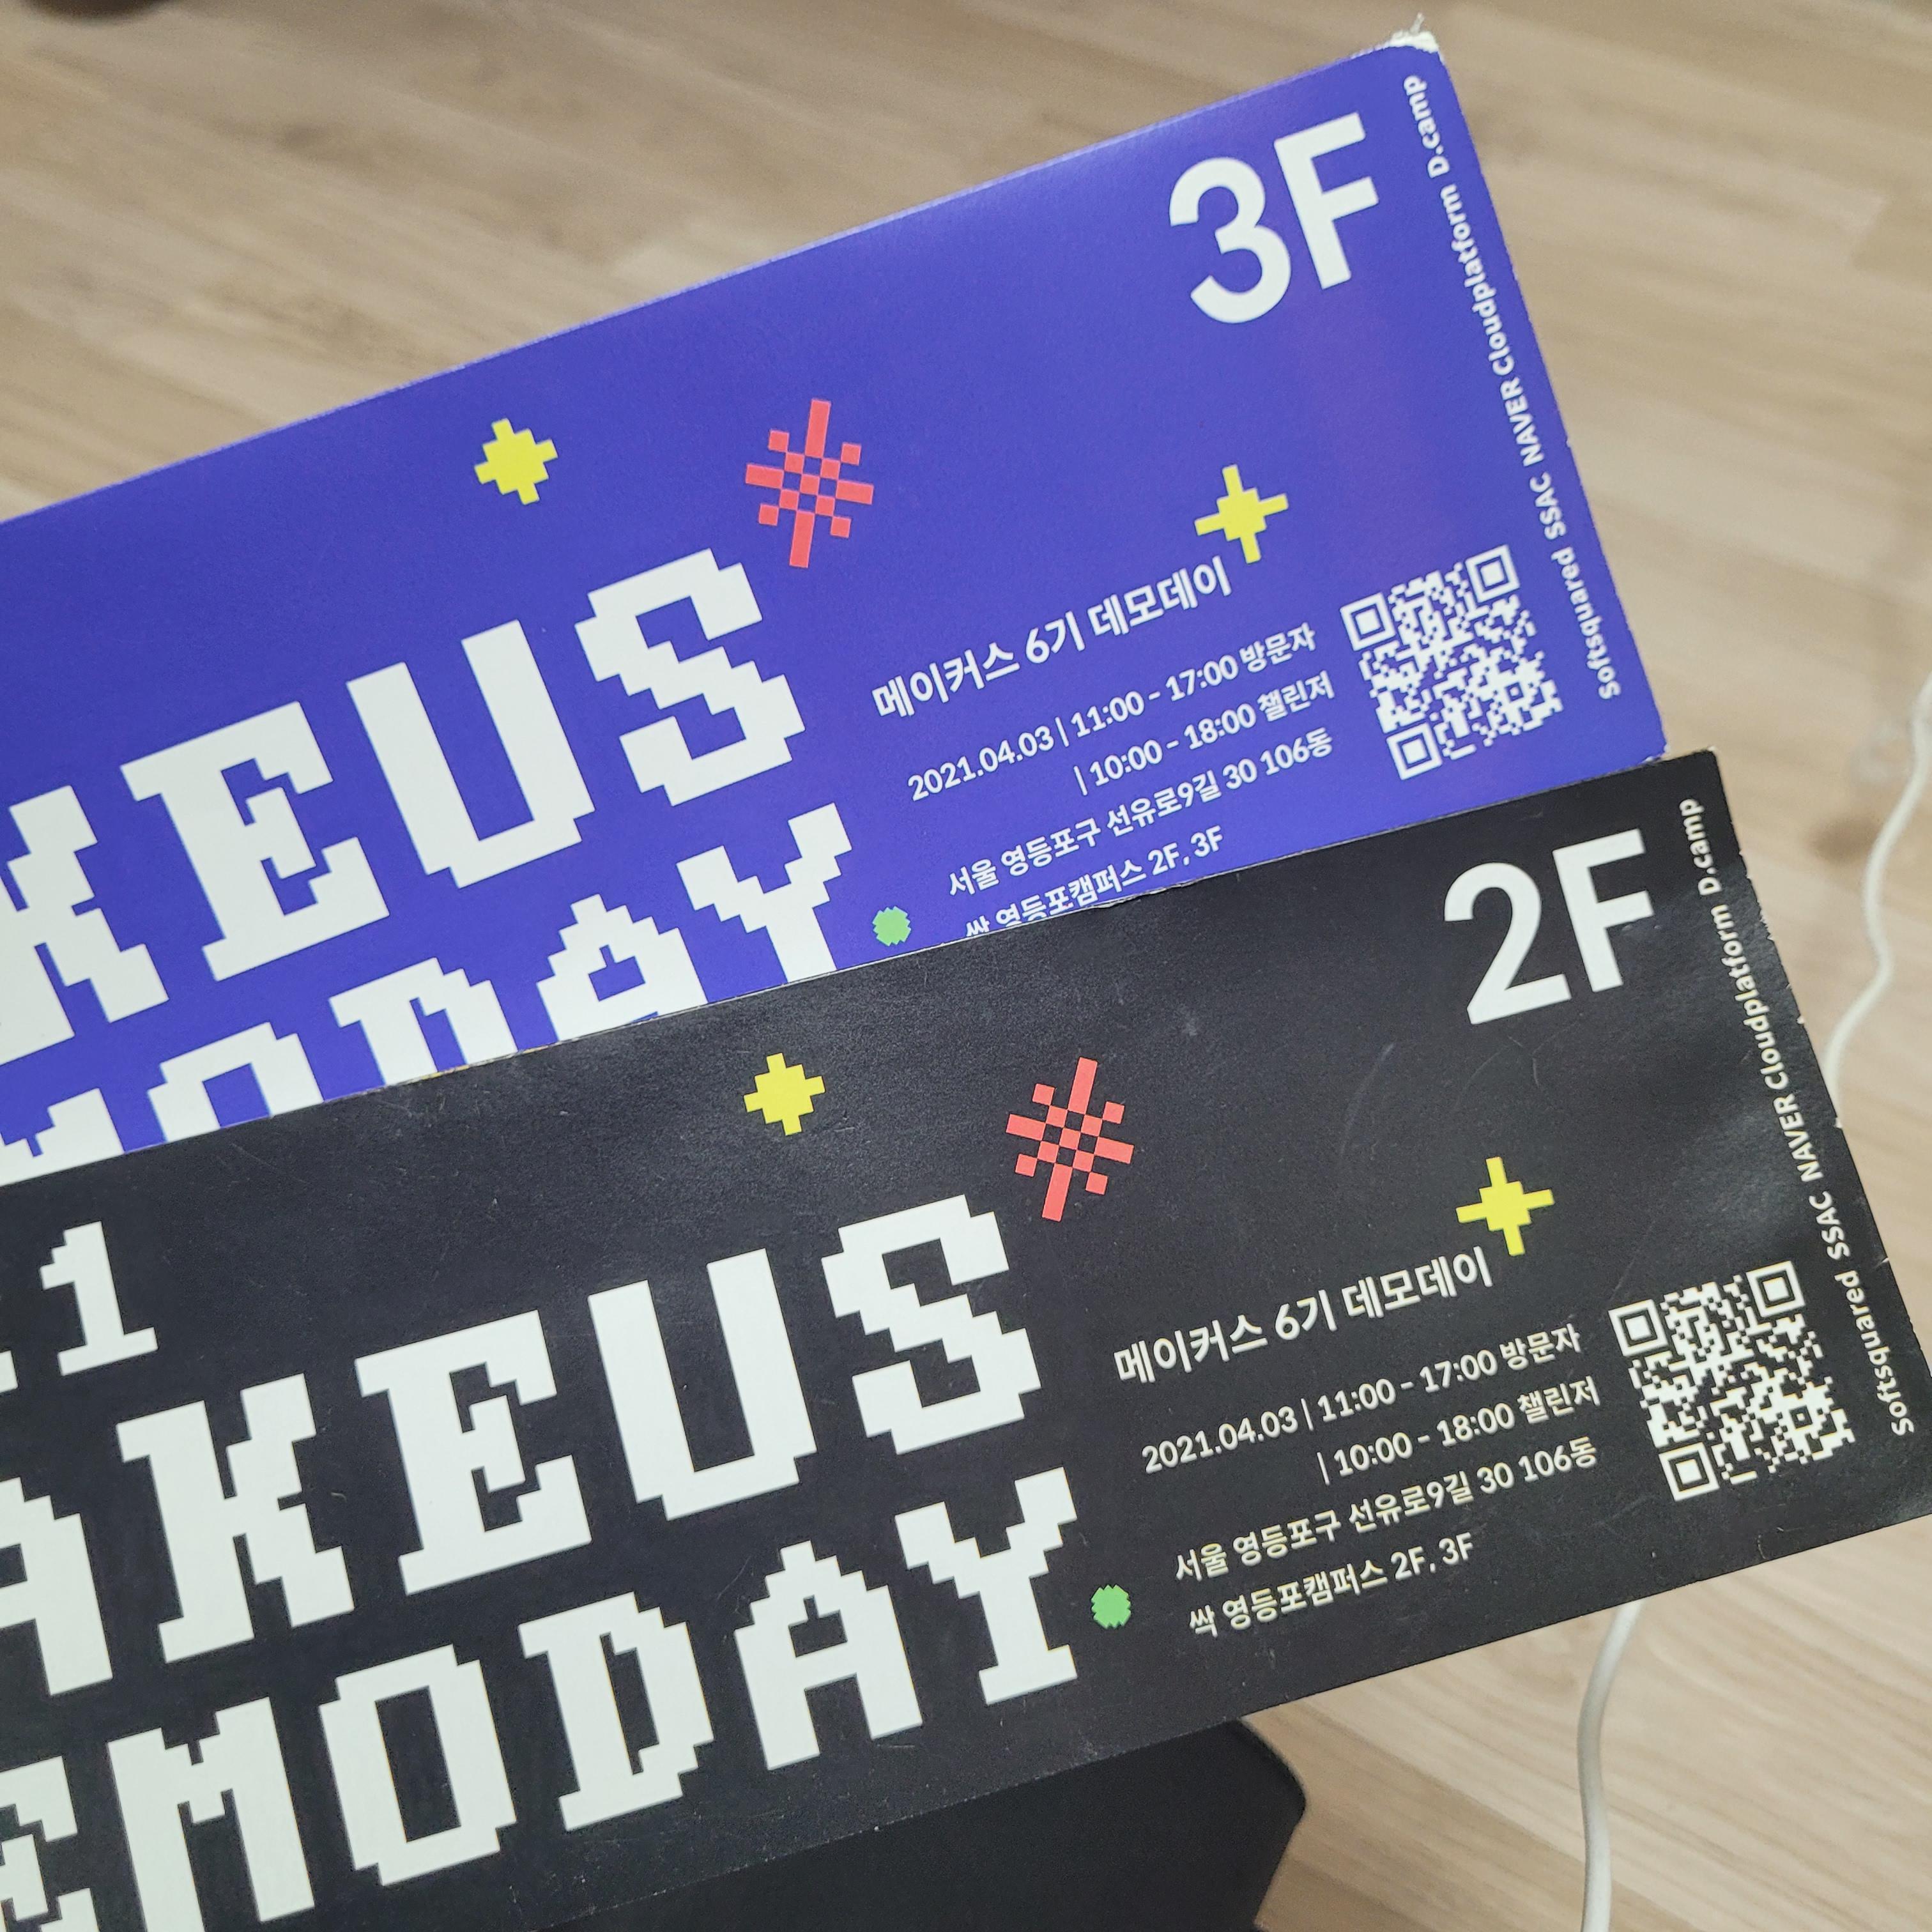 3F
KEUS
메이커스 6기 데모데이
2021.04.03 | 11:00 - 17:00 방문자
| 10:00 - 18:00 챌린저
서울 영등포구 선유로9길 30 106동
싹 영등포캠퍼스 2F, 3F
MODAY
Softsquared SSAC NAVER Cloudplatform D.camp
2F
1
AKEUS
EMODAY
메이커스 6기 데모데이
2021.04.03 | 11:00 - 17:00 방문자
| 10:00 - 18:00 챌린저
서울 영등포구 선유로9길 30 106동
싹 영등포캠퍼스 2F, 3F
Softsquared SSAC NAVER Cloudplatform D.camp